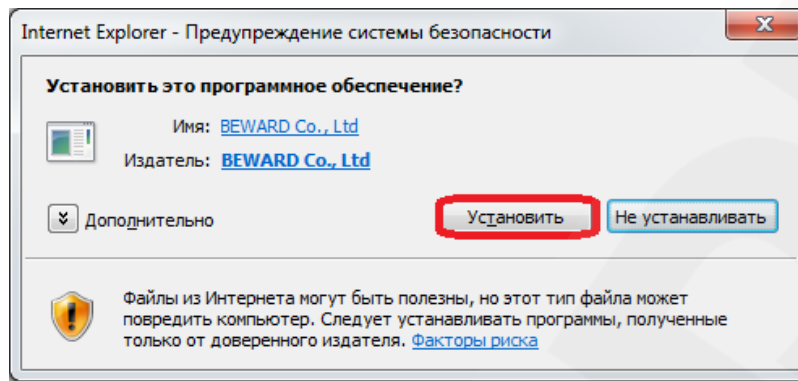 Internet Explorer - Предупреждение системы безопасности
Установить это программное обеспечение?
Имя: BEWARD Co., Ltd
Издатель: BEWARD Co., Ltd
Дополнительно
Установить
Не устанавливать
Файлы из Интернета могут быть полезны, но этот тип файла может
повредить компьютер. Следует устанавливать программы, полученные
только от доверенного издателя. Факторы риска